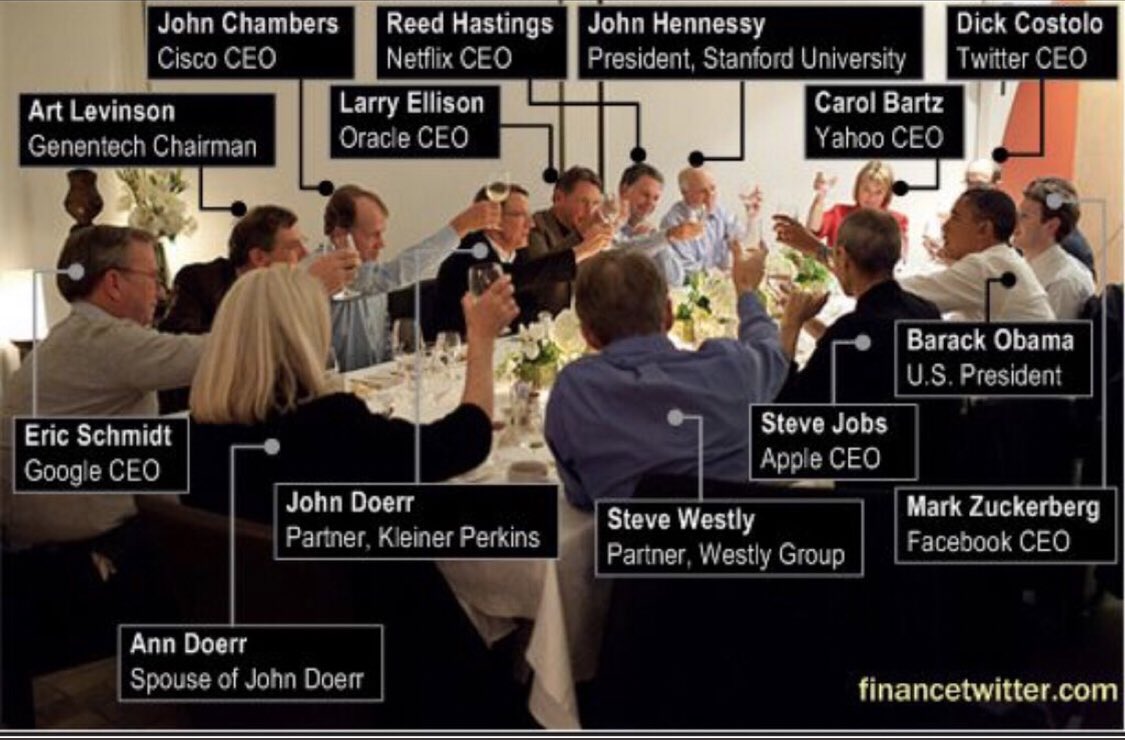 John Chambers
Cisco CEO
Reed Hastings
Netflix CEO
John Hennessy
President, Stanford University
Dick Costolo
Twitter CEO
Art Levinson
Genentech Chairman
Larry Ellison
Oracle CEO
Carol Bartz
Yahoo CEO
Barack Obama
U.S. President
Eric Schmidt
Google CEO
Steve Jobs
Apple CEO
John Doerr
Partner, Kleiner Perkins
Steve Westly
Partner, Westly Group
Mark Zuckerberg
Facebook CEO
Ann Doerr
Spouse of John Doerr
financetwitter.com